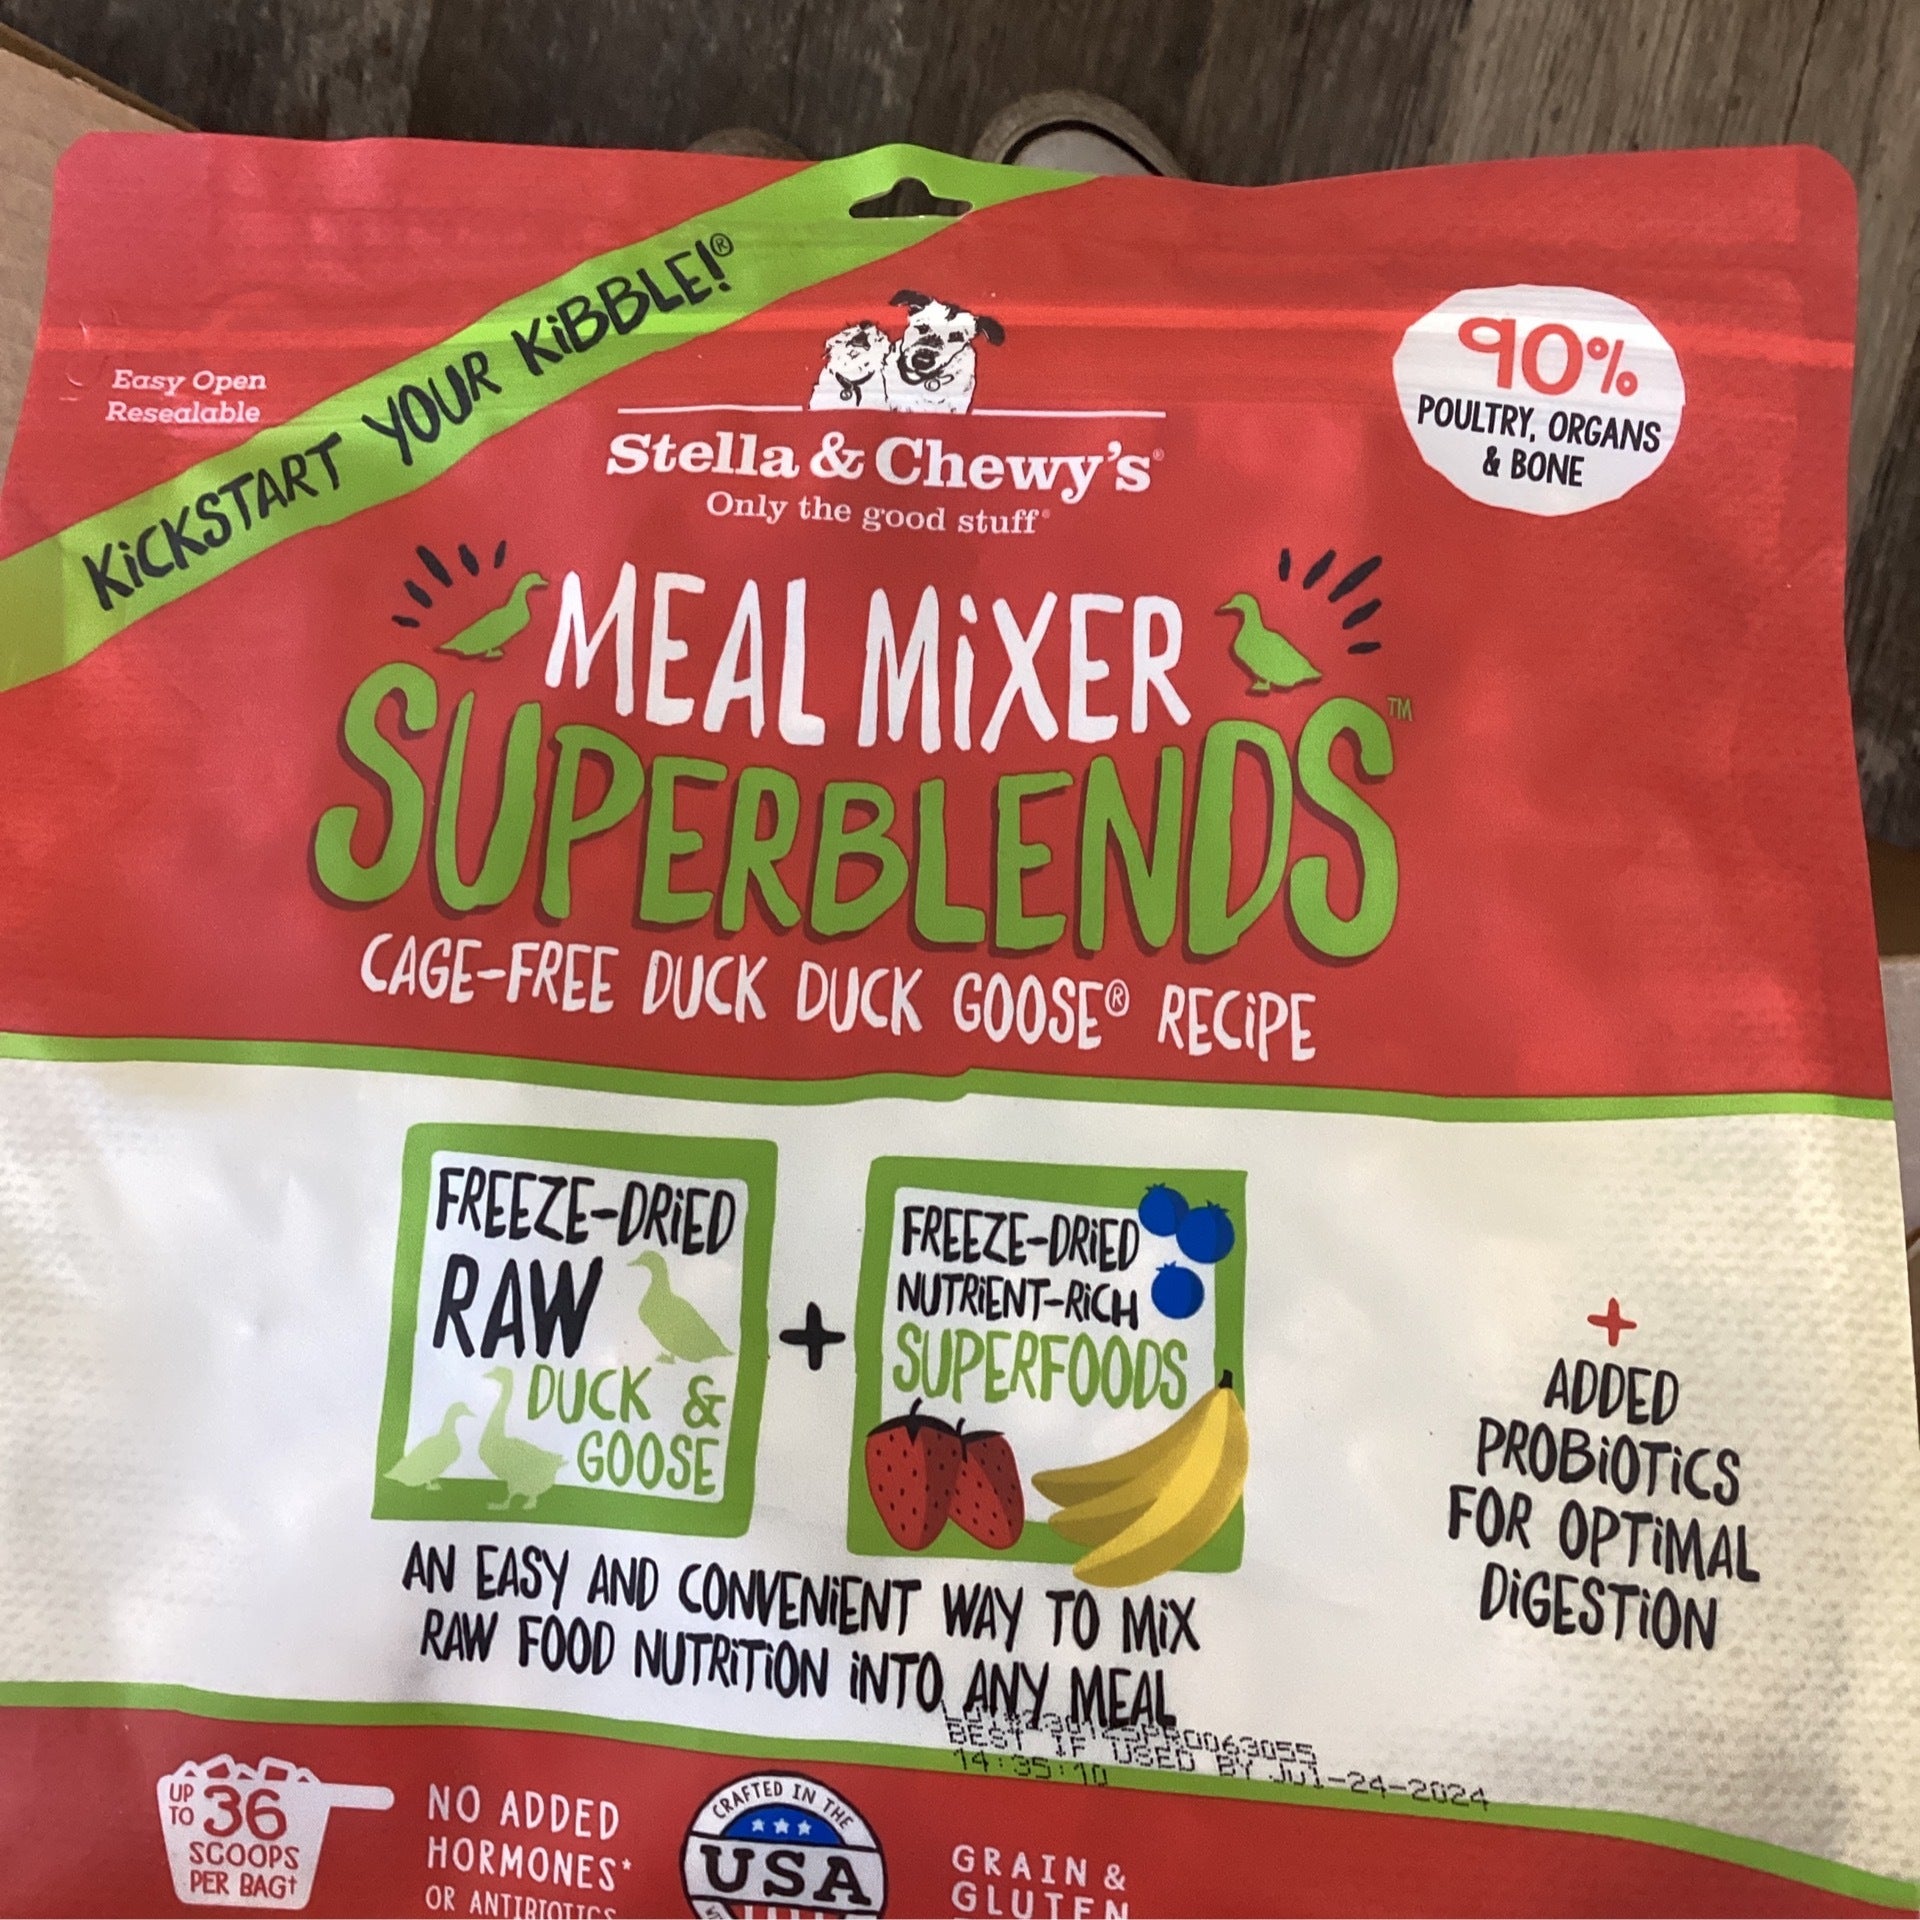 KiCKSTART YOUR KiBBLE!®
Easy Open
Resealable
Stella & Chewy's®
Only the good stuff®
90%
POULTRY, ORGANS
& BONE
MEAL MiXER
SUPERBLENDS™
CAGE-FREE DUCK DUCK GOOSE® RECiPE
FREEZE-DRiED
RAW
DUCK &
GOOSE
+
FREEZE-DRiED
NUTRiENT-RiCH
SUPERFOODS
+
ADDED
PROBiOTiCS
FOR OPTiMAL
DiGESTiON
AN EASY AND CONVENiENT WAY TO MiX
RAW FOOD NUTRiTiON iNTO ANY MEAL
BEST IF USED BY Jul-24-2024
14:35:10
UP
TO 36
SCOOPS
PER BAG†
NO ADDED
HORMONES*
OR ANTIBIOTICS
CRAFTED IN THE
USA
GRAIN &
GLUTEN